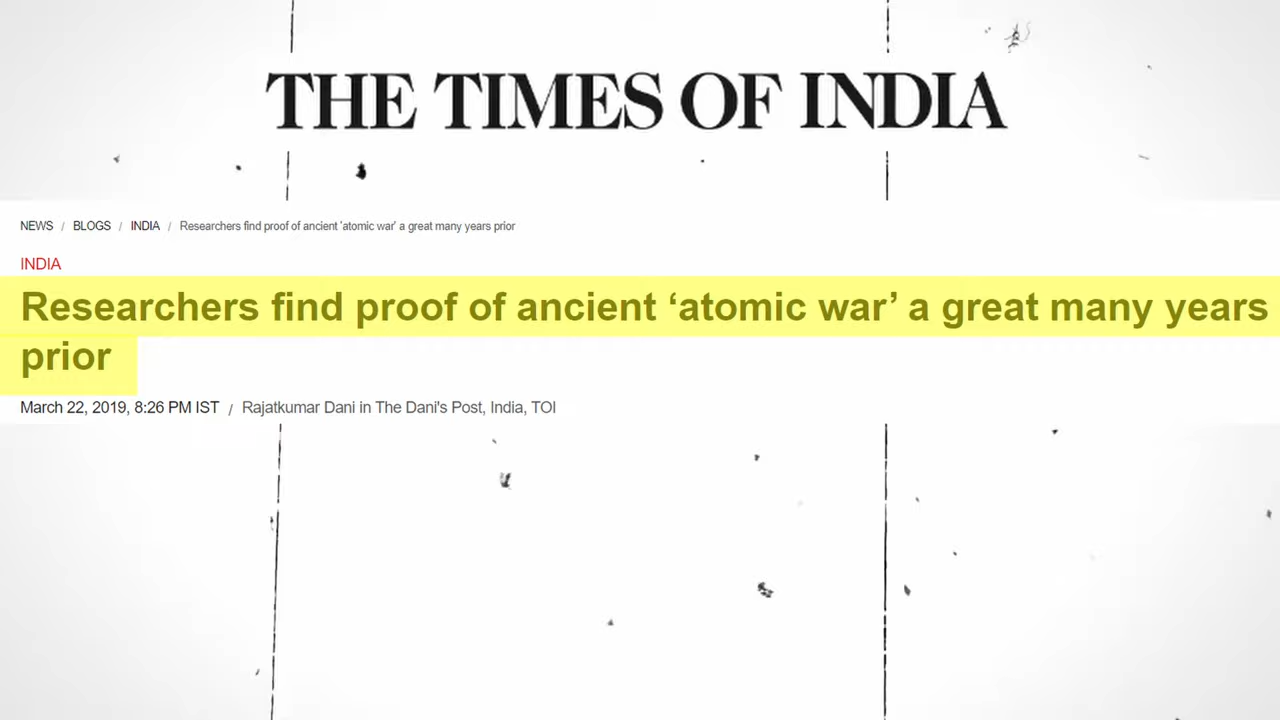 THE TIMES OF INDIA
NEWS / BLOGS / INDIA / Researchers find proof of ancient 'atomic war' a great many years prior
INDIA
Researchers find proof of ancient ‘atomic war’ a great many years
prior
March 22, 2019, 8:26 PM IST / Rajatkumar Dani in The Dani's Post, India, TOI